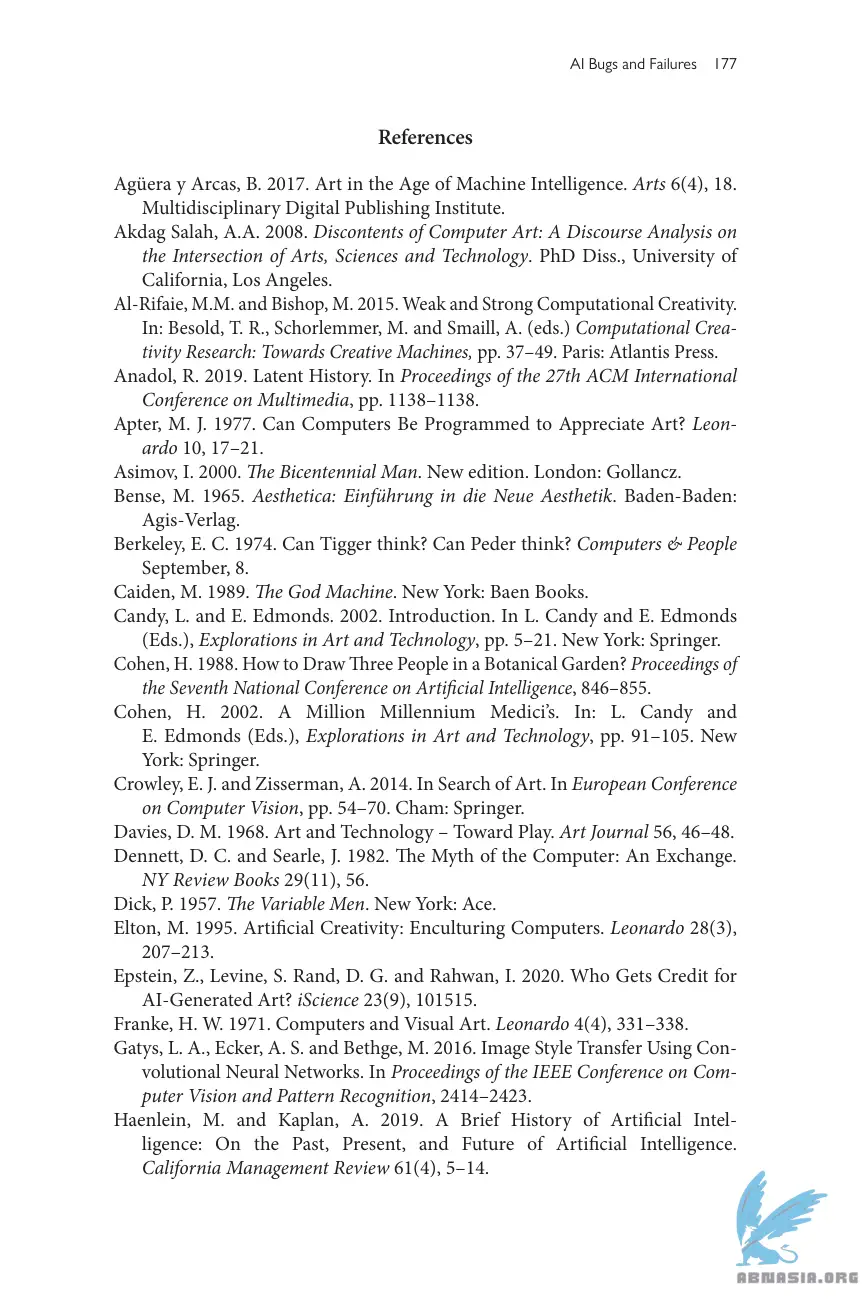 AI Bugs and Failures 177
References
Agüera y Arcas, B. 2017. Art in the Age of Machine Intelligence. Arts 6(4), 18.
Multidisciplinary Digital Publishing Institute.
Akdag Salah, A.A. 2008. Discontents of Computer Art: A Discourse Analysis on
the Intersection of Arts, Sciences and Technology. PhD Diss., University of
California, Los Angeles.
Al-Rifaie, M.M. and Bishop, M. 2015. Weak and Strong Computational Creativity.
In: Besold, T. R., Schorlemmer, M. and Smaill, A. (eds.) Computational Crea-
tivity Research: Towards Creative Machines, pp. 37–49. Paris: Atlantis Press.
Anadol, R. 2019. Latent History. In Proceedings of the 27th ACM International
Conference on Multimedia, pp. 1138–1138.
Apter, M. J. 1977. Can Computers Be Programmed to Appreciate Art? Leon-
ardo 10, 17–21.
Asimov, I. 2000. The Bicentennial Man. New edition. London: Gollancz.
Bense, M. 1965. Aesthetica: Einführung in die Neue Aesthetik. Baden-Baden:
Agis-Verlag.
Berkeley, E. C. 1974. Can Tigger think? Can Peder think? Computers & People
September, 8.
Caiden, M. 1989. The God Machine. New York: Baen Books.
Candy, L. and E. Edmonds. 2002. Introduction. In L. Candy and E. Edmonds
(Eds.), Explorations in Art and Technology, pp. 5–21. New York: Springer.
Cohen, H. 1988. How to Draw Three People in a Botanical Garden? Proceedings of
the Seventh National Conference on Artificial Intelligence, 846–855.
Cohen, H. 2002. A Million Millennium Medici’s. In: L. Candy and
E. Edmonds (Eds.), Explorations in Art and Technology, pp. 91–105. New
York: Springer.
Crowley, E. J. and Zisserman, A. 2014. In Search of Art. In European Conference
on Computer Vision, pp. 54–70. Cham: Springer.
Davies, D. M. 1968. Art and Technology – Toward Play. Art Journal 56, 46–48.
Dennett, D. C. and Searle, J. 1982. The Myth of the Computer: An Exchange.
NY Review Books 29(11), 56.
Dick, P. 1957. The Variable Men. New York: Ace.
Elton, M. 1995. Artificial Creativity: Enculturing Computers. Leonardo 28(3),
207–213.
Epstein, Z., Levine, S. Rand, D. G. and Rahwan, I. 2020. Who Gets Credit for
AI-Generated Art? iScience 23(9), 101515.
Franke, H. W. 1971. Computers and Visual Art. Leonardo 4(4), 331–338.
Gatys, L. A., Ecker, A. S. and Bethge, M. 2016. Image Style Transfer Using Con-
volutional Neural Networks. In Proceedings of the IEEE Conference on Com-
puter Vision and Pattern Recognition, 2414–2423.
Haenlein, M. and Kaplan, A. 2019. A Brief History of Artificial Intel-
ligence: On the Past, Present, and Future of Artificial Intelligence.
California Management Review 61(4), 5–14.
ABNASIA.ORG